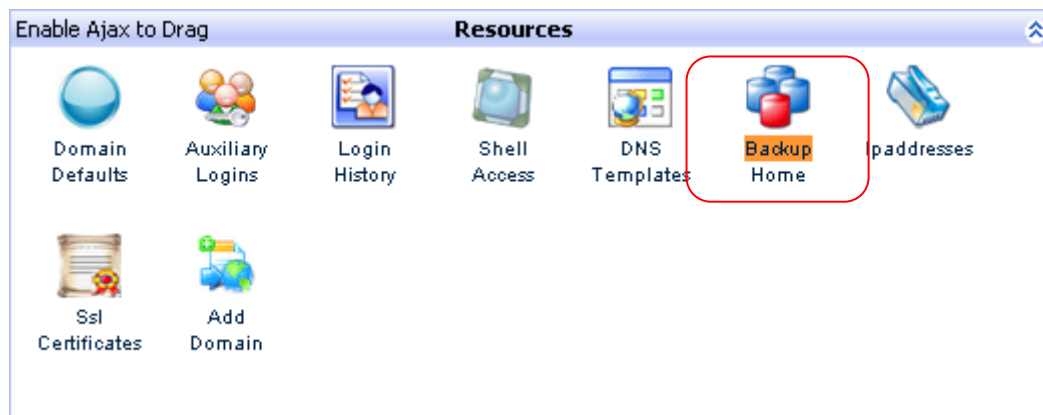 Enable Ajax to Drag Resources
Domain Defaults
Auxiliary Logins
Login History
Shell Access
DNS Templates
Backup Home
Ipaddresses
Ssl Certificates
Add Domain